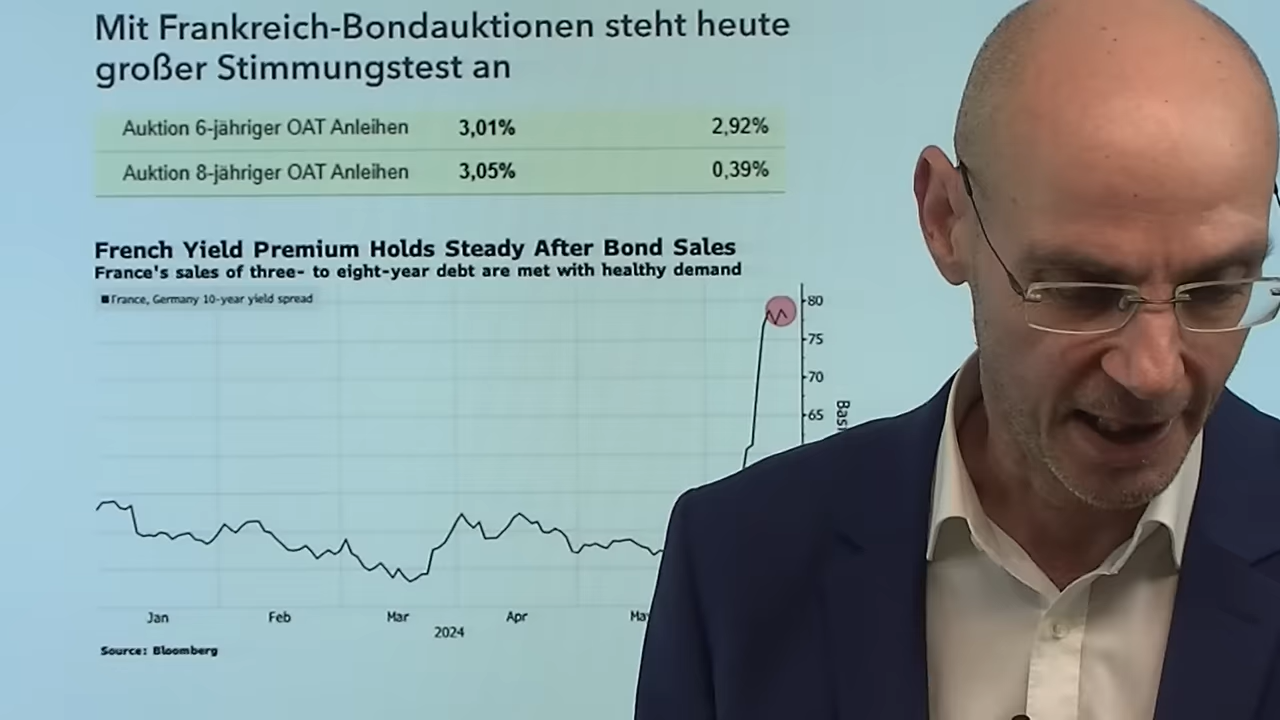 Mit Frankreich-Bondauktionen steht heute
großer Stimmungstest an
Auktion 6-jähriger OAT Anleihen 3,01% 2,92%
Auktion 8-jähriger OAT Anleihen 3,05% 0,39%
French Yield Premium Holds Steady After Bond Sales
France's sales of three- to eight-year debt are met with healthy demand
France, Germany 10-year yield spread
80
75
70
65
Jan Feb Mar Apr
2024
Source: Bloomberg